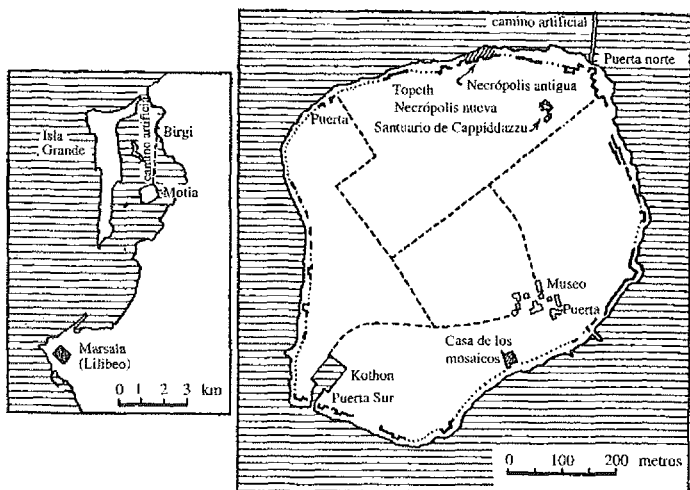 Isla
Grande
camino artificial
Birgi
Motia
Marsala
(Lilibeo)
0 1 2 3 km
camino artificial
Puerta norte
Topeth
Necrópolis antigua
Necrópolis nueva
Puerta
Santuario de Cappiddazzu
Museo
Puerta
Casa de los
mosaicos
Kothon
Puerta Sur
0 100 200 metros